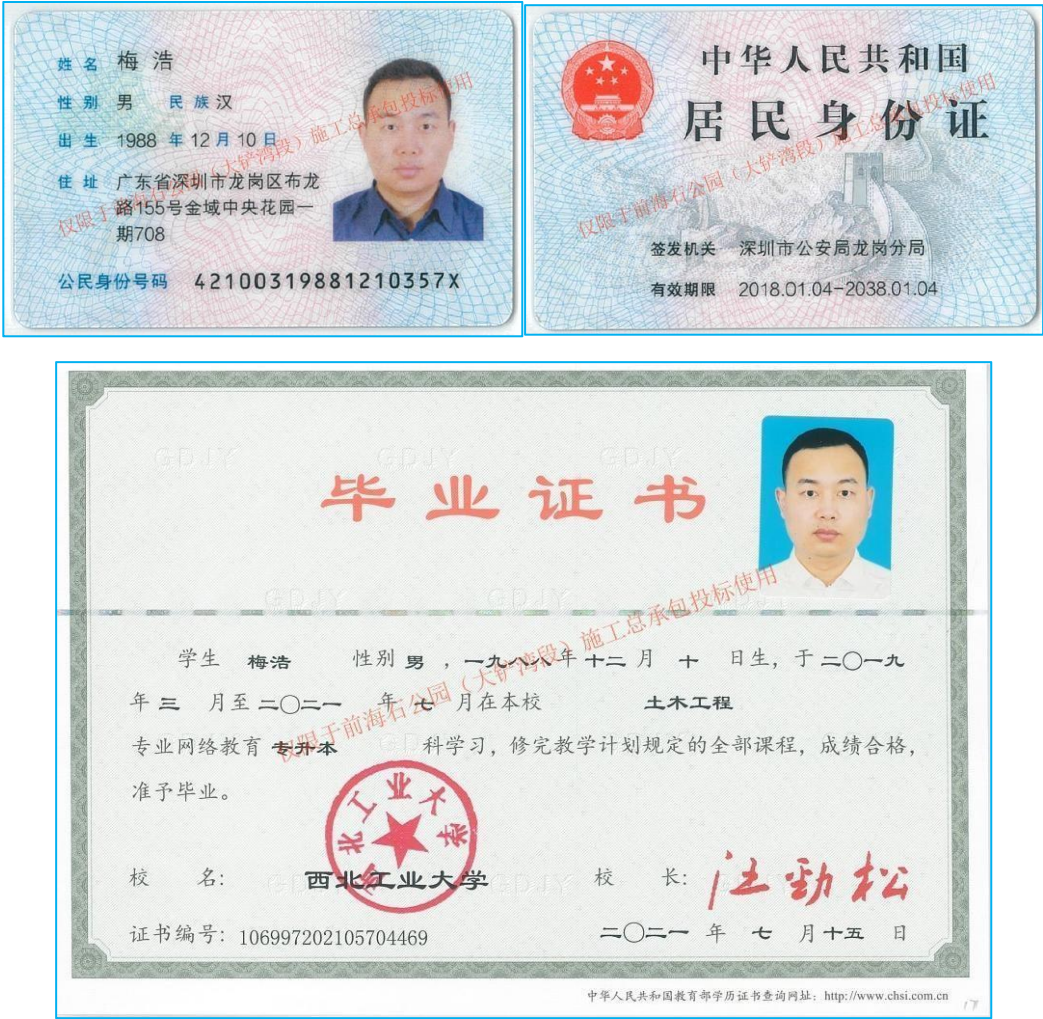 姓名 梅浩
性别 男 民族 汉
出生 1988 年 12 月 10 日
住址 广东省深圳市龙岗区布龙
路155号金域中央花园一
期708
公民身份号码 42100319881210357X
仅限于前海石公园(大铲湾段)施工总承包投标使用
中华人民共和国
居民身份证
签发机关 深圳市公安局龙岗分局
有效期限 2018.01.04-2038.01.04
仅限于前海石公园(大铲湾段)施工总承包投标使用
毕业证书
学生 梅浩 性别 男 ,一九八八年 十二 月 十 日生,于 二〇一九
年 三 月至 二〇二一 年 七 月在本校 土木工程
专业网络教育 专升本 科学习,修完教学计划规定的全部课程,成绩合格,
准予毕业。
仅限于前海石公园(大铲湾段)施工总承包投标使用
西北工业大学
校 名: 西北工业大学 校 长: 汪劲松
证书编号: 106997202105704469 二〇二一 年 七 月十五 日
中华人民共和国教育部学历证书查询网址: http://www.chsi.com.cn